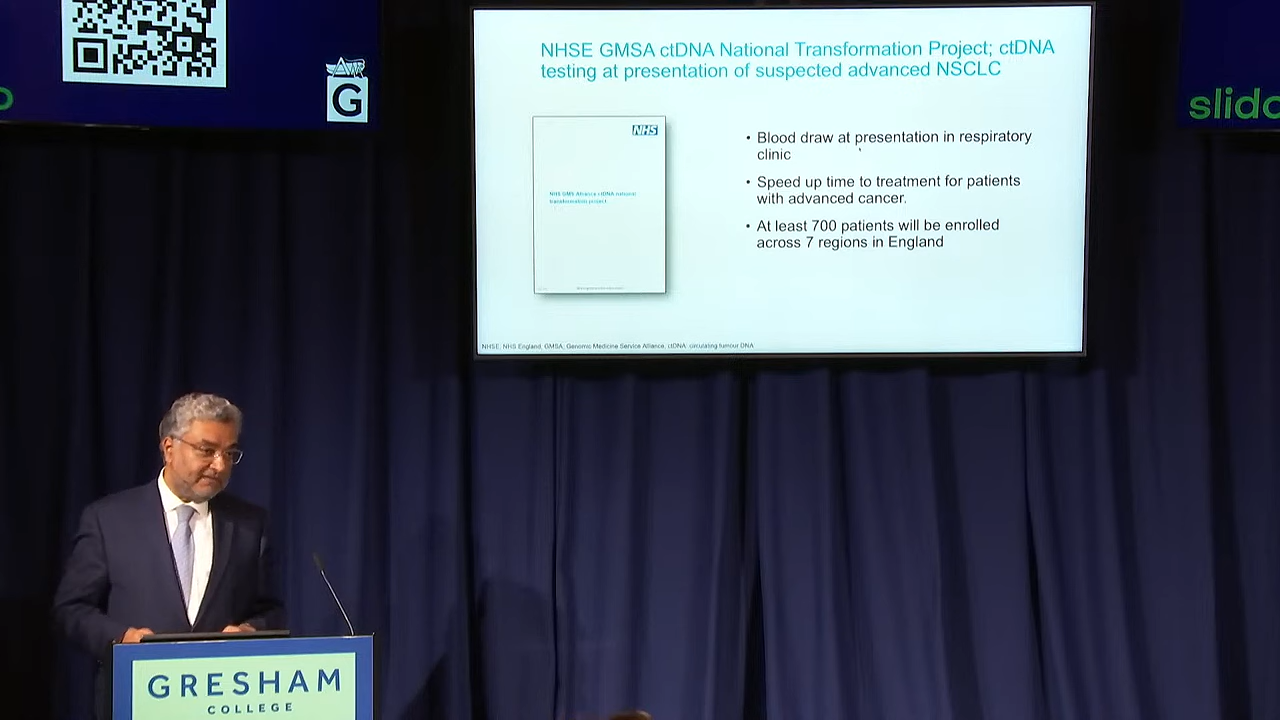 G
o
NHSE GMSA ctDNA National Transformation Project; ctDNA
testing at presentation of suspected advanced NSCLC
NHS
NHS GMS Alliance ctDNA national
transformation project
• Blood draw at presentation in respiratory
clinic
• Speed up time to treatment for patients
with advanced cancer.
• At least 700 patients will be enrolled
across 7 regions in England
NHSE: NHS England, GMSA; Genomic Medicine Service Alliance, ctDNA: circulating tumour DNA
slido
GRESHAM
COLLEGE